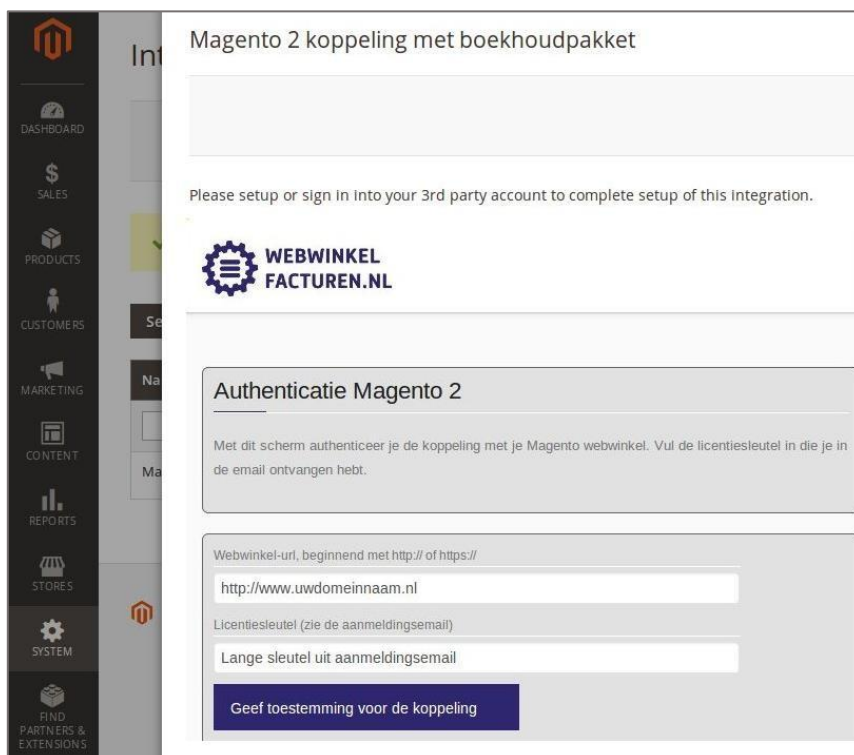 DASHBOARD
SALES
PRODUCTS
CUSTOMERS
MARKETING
CONTENT
REPORTS
STORES
SYSTEM
FIND
PARTNERS &
EXTENSIONS
Int
Se
Na
Ma
Magento 2 koppeling met boekhoudpakket
Please setup or sign in into your 3rd party account to complete setup of this integration.
WEBWINKEL
FACTUREN.NL
Authenticatie Magento 2
Met dit scherm authenticeer je de koppeling met je Magento webwinkel. Vul de licentiesleutel in die je in
de email ontvangen hebt.
Webwinkel-url, beginnend met http:// of https://
http://www.uwdomeinnaam.nl
Licentiesleutel (zie de aanmeldingsemail)
Lange sleutel uit aanmeldingsemail
Geef toestemming voor de koppeling